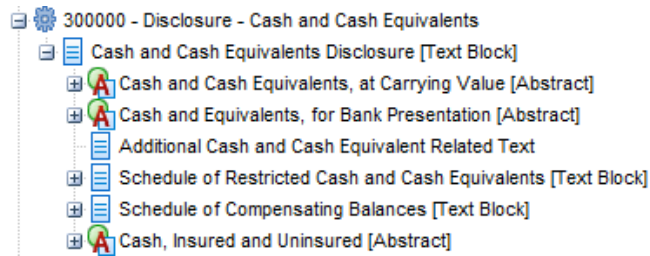 300000 - Disclosure - Cash and Cash Equivalents
Cash and Cash Equivalents Disclosure [Text Block]
Cash and Cash Equivalents, at Carrying Value [Abstract]
Cash and Equivalents, for Bank Presentation [Abstract]
Additional Cash and Cash Equivalent Related Text
Schedule of Restricted Cash and Cash Equivalents [Text Block]
Schedule of Compensating Balances [Text Block]
Cash, Insured and Uninsured [Abstract]